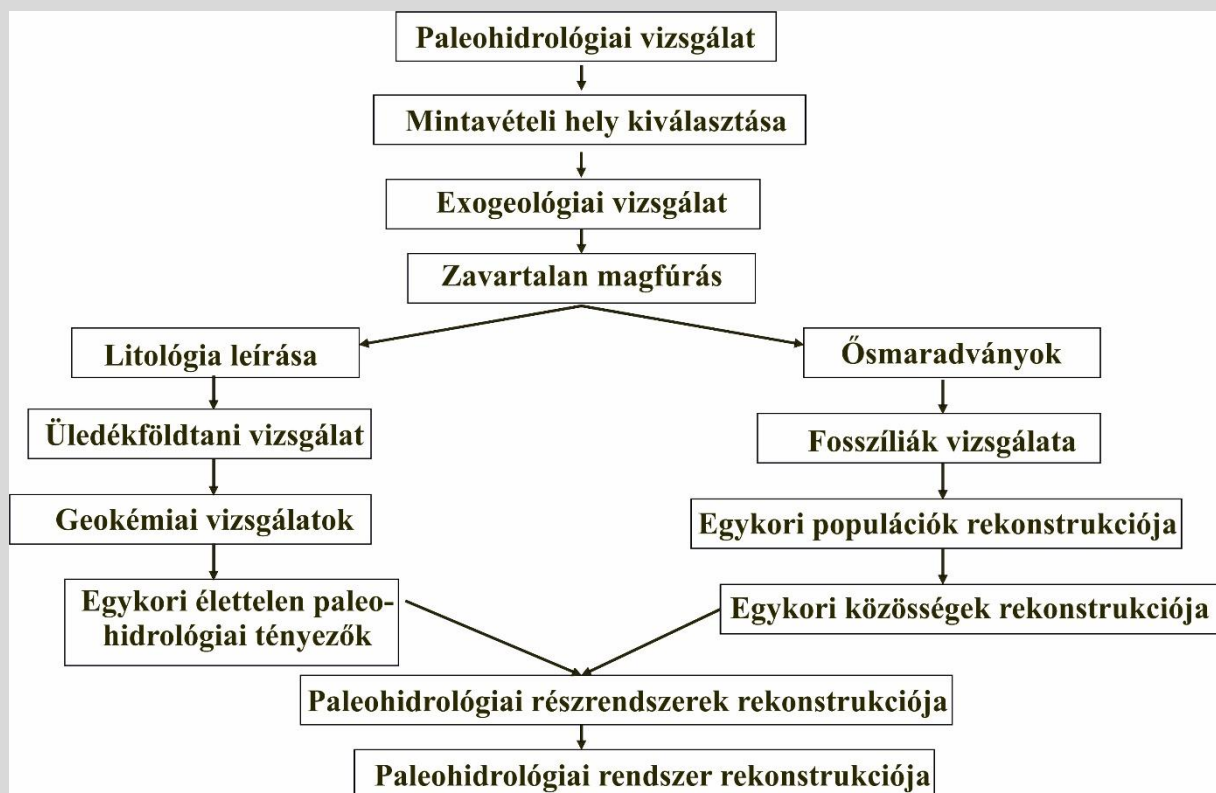 Paleohidrológiai vizsgálat
Mintavételi hely kiválasztása
Exogeológiai vizsgálat
Zavartalan magfúrás
Litológia leírása
Üledékföldtani vizsgálat
Geokémiai vizsgálatok
Egykori élettelen paleo-
hidrológiai tényezők
Ősmaradványok
Fosszíliák vizsgálata
Egykori populációk rekonstrukciója
Egykori közösségek rekonstrukciója
Paleohidrológiai részrendszerek rekonstrukciója
Paleohidrológiai rendszer rekonstrukciója